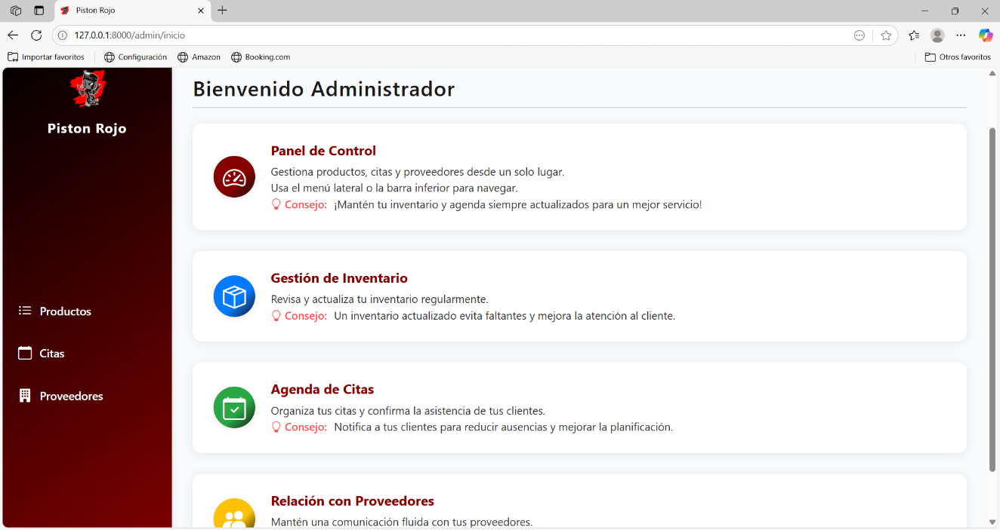 Piston Rojo
127.0.0.1:8000/admin/inicio
Importar favoritos
Configuración
Amazon
Booking.com
Otros favoritos
Piston Rojo
Productos
Citas
Proveedores
Bienvenido Administrador
Panel de Control
Gestiona productos, citas y proveedores desde un solo lugar.
Usa el menú lateral o la barra inferior para navegar.
Consejo: ¡Mantén tu inventario y agenda siempre actualizados para un mejor servicio!
Gestión de Inventario
Revisa y actualiza tu inventario regularmente.
Consejo: Un inventario actualizado evita faltantes y mejora la atención al cliente.
Agenda de Citas
Organiza tus citas y confirma la asistencia de tus clientes.
Consejo: Notifica a tus clientes para reducir ausencias y mejorar la planificación.
Relación con Proveedores
Mantén una comunicación fluida con tus proveedores.